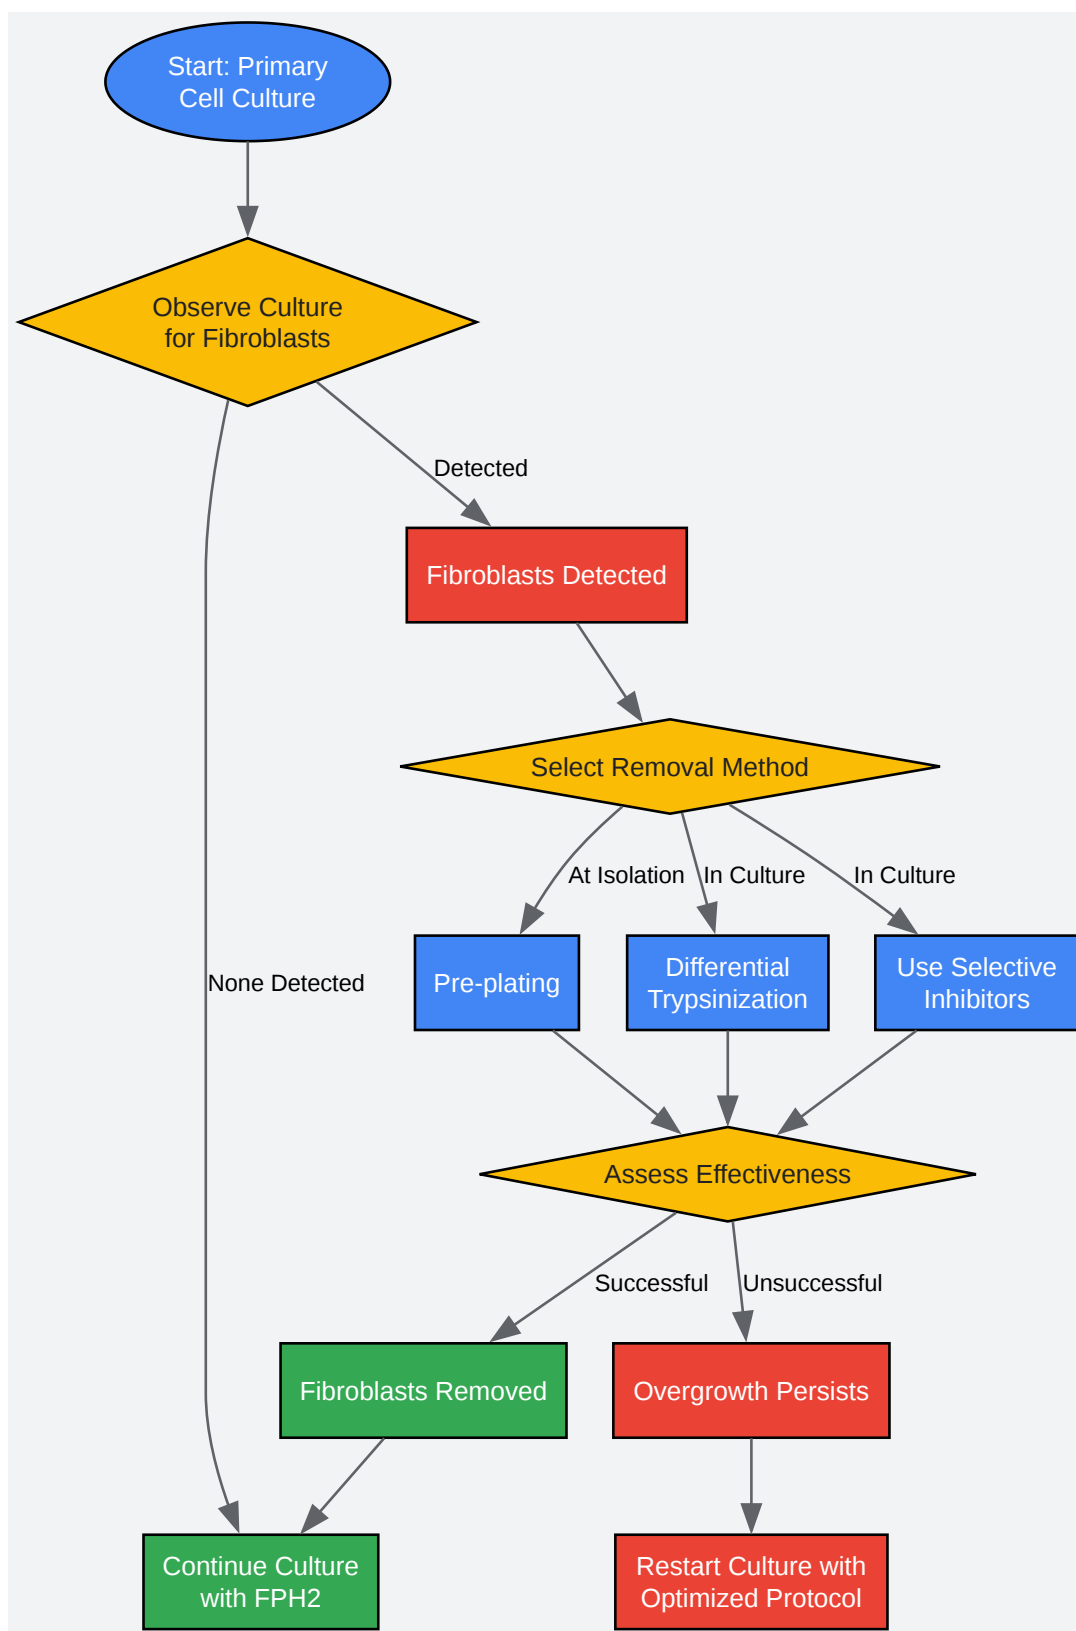 Start: Primary
Cell Culture
Observe Culture
for Fibroblasts
Detected
Fibroblasts Detected
Select Removal Method
At Isolation
In Culture
In Culture
None Detected
Pre-plating
Differential
Trypsinization
Use Selective
Inhibitors
Assess Effectiveness
Successful
Unsuccessful
Fibroblasts Removed
Overgrowth Persists
Continue Culture
with FPH2
Restart Culture with
Optimized Protocol